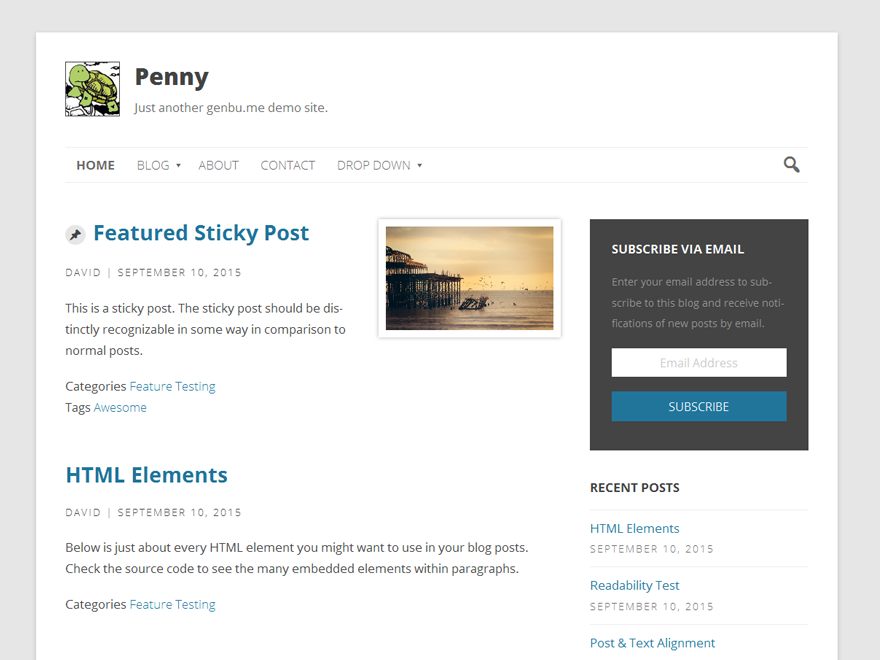 Penny
Just another genbu.me demo site.
HOME BLOG ABOUT CONTACT DROP DOWN
Featured Sticky Post
DAVID | SEPTEMBER 10, 2015
This is a sticky post. The sticky post should be dis-
tinctly recognizable in some way in comparison to
normal posts.
Categories Feature Testing
Tags Awesome
HTML Elements
DAVID | SEPTEMBER 10, 2015
Below is just about every HTML element you might want to use in your blog posts.
Check the source code to see the many embedded elements within paragraphs.
Categories Feature Testing
SUBSCRIBE VIA EMAIL
Enter your email address to sub-
scribe to this blog and receive noti-
fications of new posts by email.
Email Address
SUBSCRIBE
RECENT POSTS
HTML Elements
SEPTEMBER 10, 2015
Readability Test
SEPTEMBER 10, 2015
Post & Text Alignment